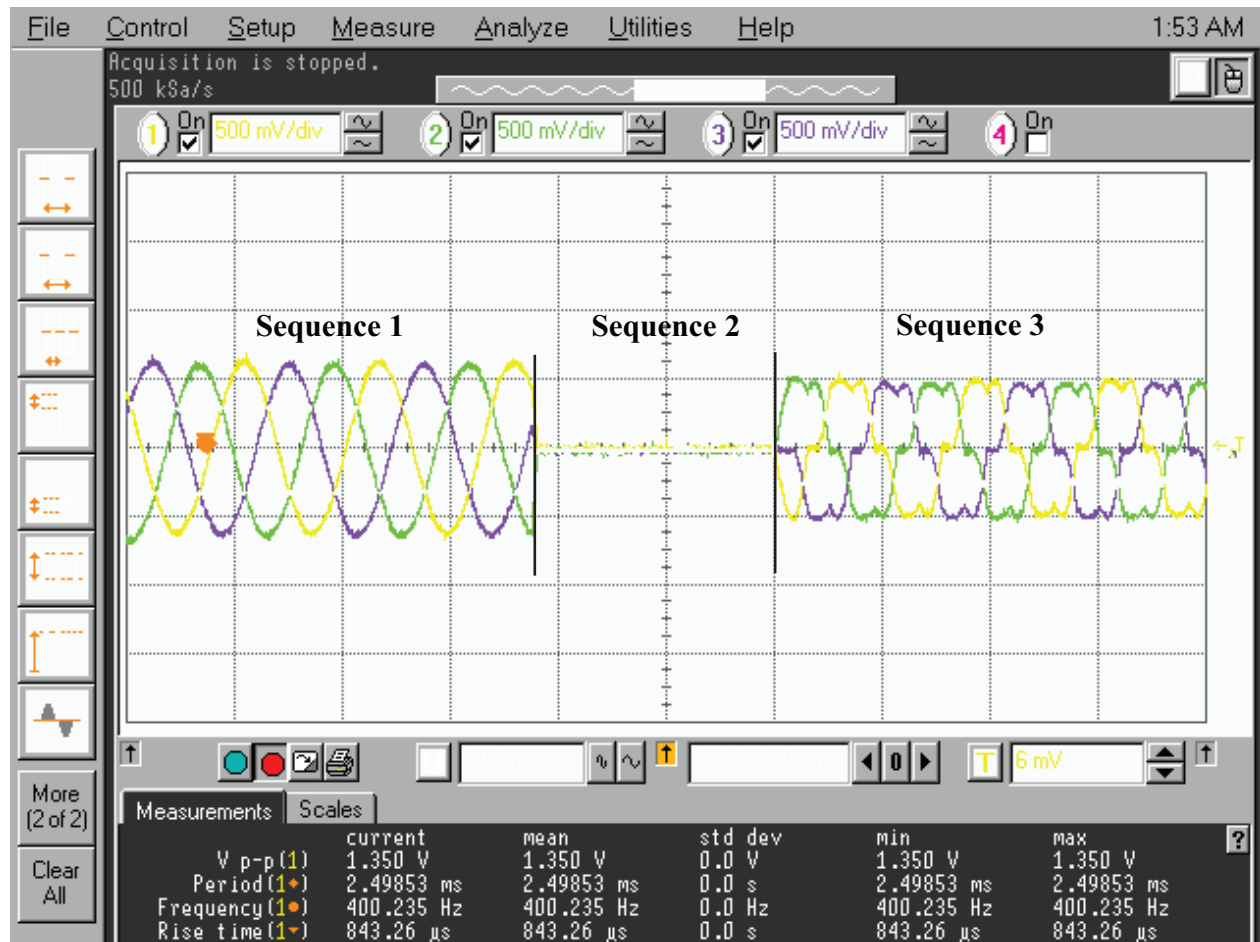 File Control Setup Measure Analyze Utilities Help 1:53 AM
Acquisition is stopped.
500 kSa/s
1 On 500 mV/div 2 On 500 mV/div 3 On 500 mV/div 4 On
Sequence 1 Sequence 2 Sequence 3
T
H 0 T 6 mV
More
(2 of 2)
Clear
All
Measurements Scales
current mean std dev min max
V p-p(1) 1.350 V 1.350 V 0.0 V 1.350 V 1.350 V
Period(1) 2.49853 ms 2.49853 ms 0.0 s 2.49853 ms 2.49853 ms
Frequency(1) 400.235 Hz 400.235 Hz 0.0 Hz 400.235 Hz 400.235 Hz
Rise time(1) 843.26 µs 843.26 µs 0.0 s 843.26 µs 843.26 µs
?